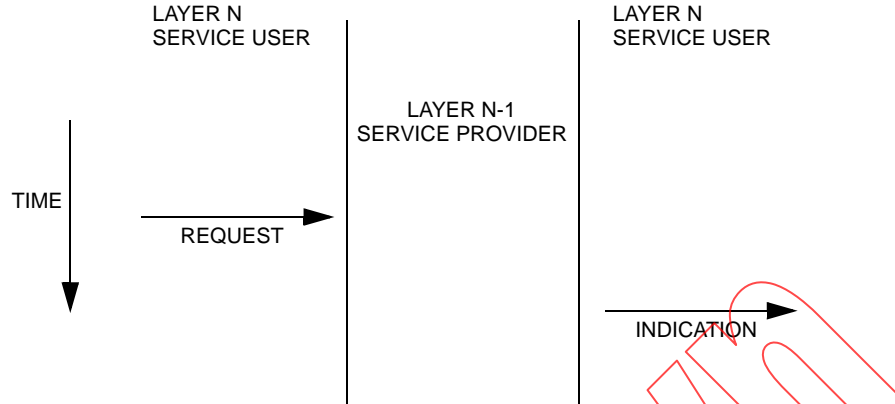 LAYER N
SERVICE USER
LAYER N
SERVICE USER
LAYER N-1
SERVICE PROVIDER
TIME
REQUEST
INDICATION